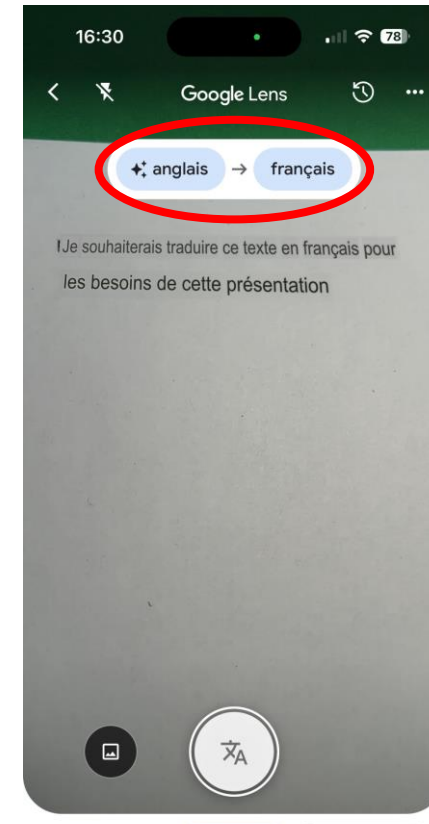 16:30
78
Google Lens
anglais → français
Je souhaiterais traduire ce texte en français pour
les besoins de cette présentation